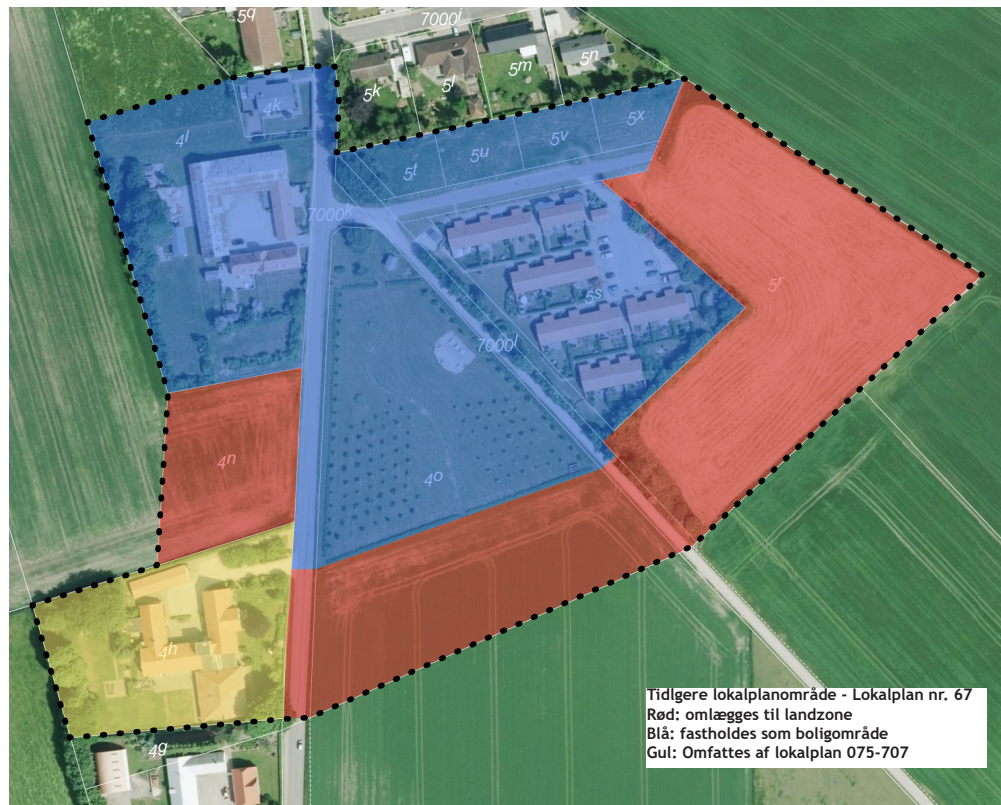 5q
7000i
5k
5l
5m
5n
4k
4l
5t
5u
5v
5x
7000k
5r
5s
7000l
4n
4o
4h
4g
Tidlgere lokalplanområde - Lokalplan nr. 67
Rød: omlægges til landzone
Blå: fastholdes som boligområde
Gul: Omfattes af lokalplan 075-707